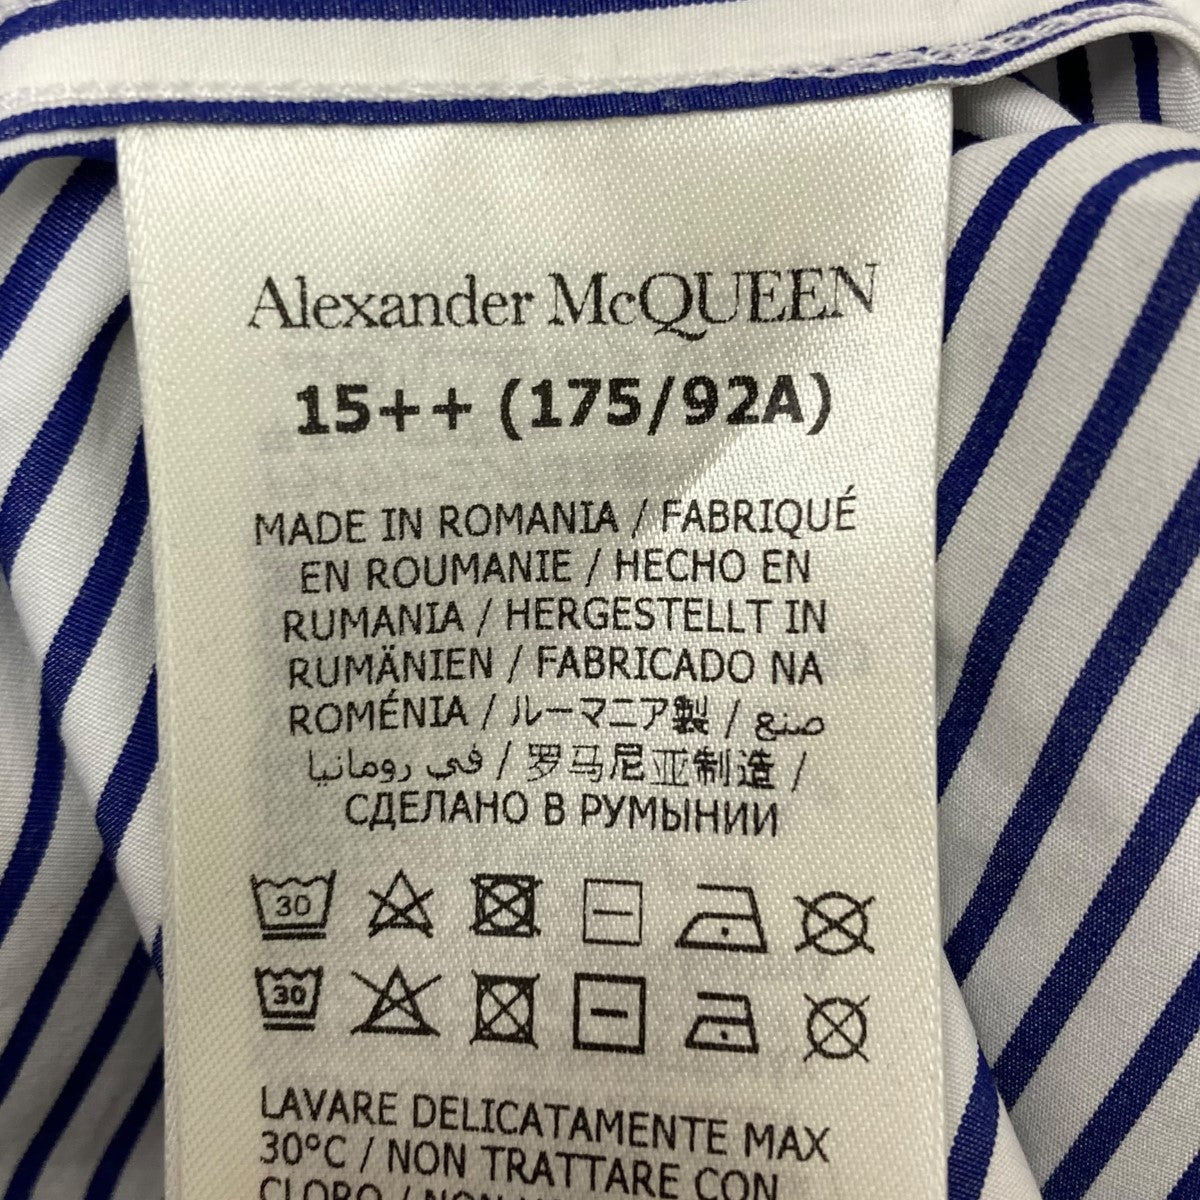 Alexander McQUEEN
15++ (175/92A)
MADE IN ROMANIA / FABRIQUÉ
EN ROUMANIE / HECHO EN
RUMANIA / HERGESTELLT IN
RUMÄNIEN / FABRICADO NA
ROMÉNIA / ルーマニア製 / صنع
في رومانيا / 罗马尼亚制造 /
СДЕЛАНО В РУМЫНИИ
30
30
LAVARE DELICATAMENTE MAX
30°C / NON TRATTARE CON
CLORO / NON